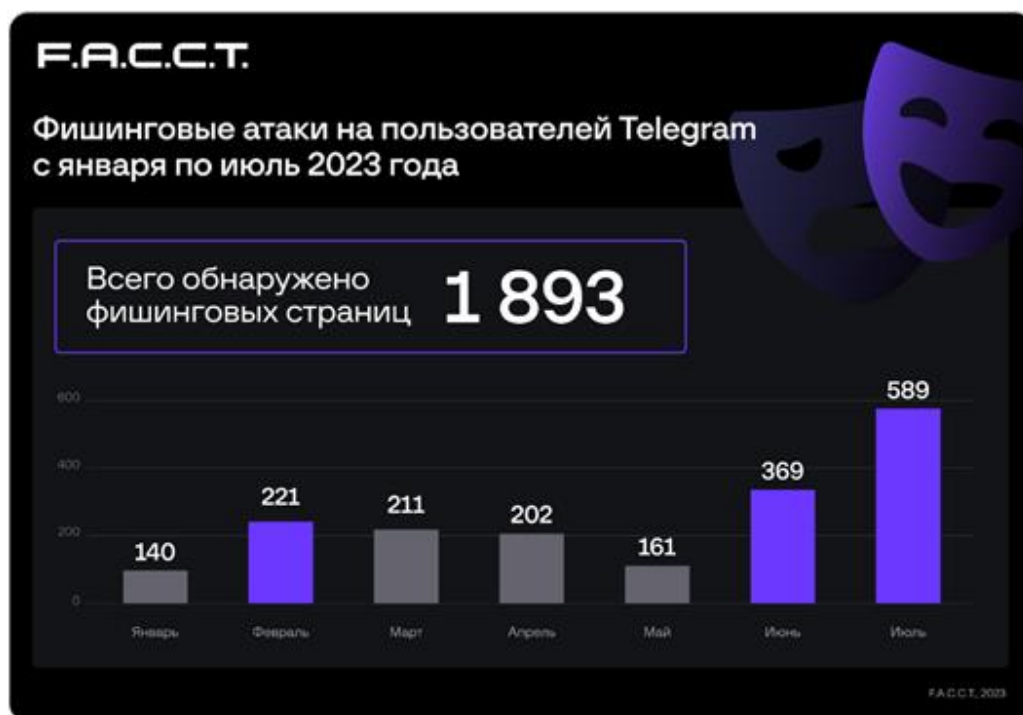 F.A.C.C.T.
Фишинговые атаки на пользователей Telegram
с января по июль 2023 года
Всего обнаружено
фишинговых страниц
1 893
600
400
200
0
140
221
211
202
161
369
589
Январь
Февраль
Март
Апрель
Май
Июнь
Июль
F.A.C.C.T., 2023